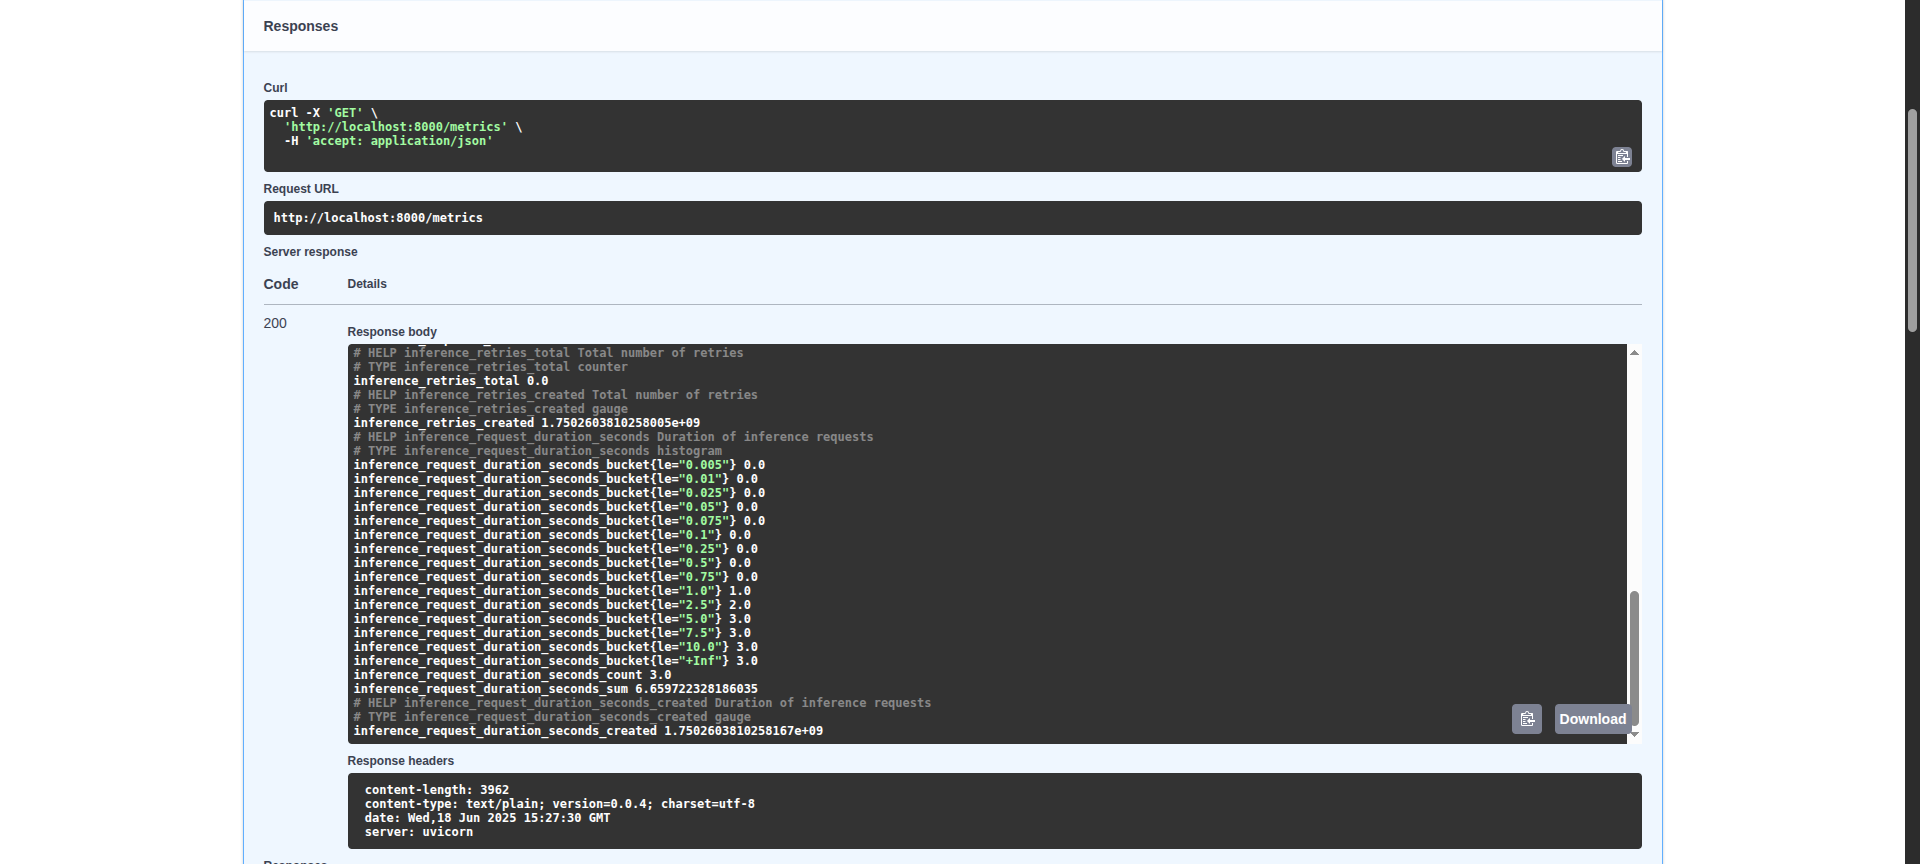 Responses
Curl
curl -X 'GET' \
  'http://localhost:8000/metrics' \
  -H 'accept: application/json'
Request URL
http://localhost:8000/metrics
Server response
Code Details
200
Response body
# HELP inference_retries_total Total number of retries
# TYPE inference_retries_total counter
inference_retries_total 0.0
# HELP inference_retries_created Total number of retries
# TYPE inference_retries_created gauge
inference_retries_created 1.7502603810258005e+09
# HELP inference_request_duration_seconds Duration of inference requests
# TYPE inference_request_duration_seconds histogram
inference_request_duration_seconds_bucket{le="0.005"} 0.0
inference_request_duration_seconds_bucket{le="0.01"} 0.0
inference_request_duration_seconds_bucket{le="0.025"} 0.0
inference_request_duration_seconds_bucket{le="0.05"} 0.0
inference_request_duration_seconds_bucket{le="0.075"} 0.0
inference_request_duration_seconds_bucket{le="0.1"} 0.0
inference_request_duration_seconds_bucket{le="0.25"} 0.0
inference_request_duration_seconds_bucket{le="0.5"} 0.0
inference_request_duration_seconds_bucket{le="0.75"} 0.0
inference_request_duration_seconds_bucket{le="1.0"} 1.0
inference_request_duration_seconds_bucket{le="2.5"} 2.0
inference_request_duration_seconds_bucket{le="5.0"} 3.0
inference_request_duration_seconds_bucket{le="7.5"} 3.0
inference_request_duration_seconds_bucket{le="10.0"} 3.0
inference_request_duration_seconds_bucket{le="+Inf"} 3.0
inference_request_duration_seconds_count 3.0
inference_request_duration_seconds_sum 6.659722328186035
# HELP inference_request_duration_seconds_created Duration of inference requests
# TYPE inference_request_duration_seconds_created gauge
inference_request_duration_seconds_created 1.7502603810258167e+09
Download
Response headers
content-length: 3962
content-type: text/plain; version=0.0.4; charset=utf-8
date: Wed,18 Jun 2025 15:27:30 GMT
server: uvicorn